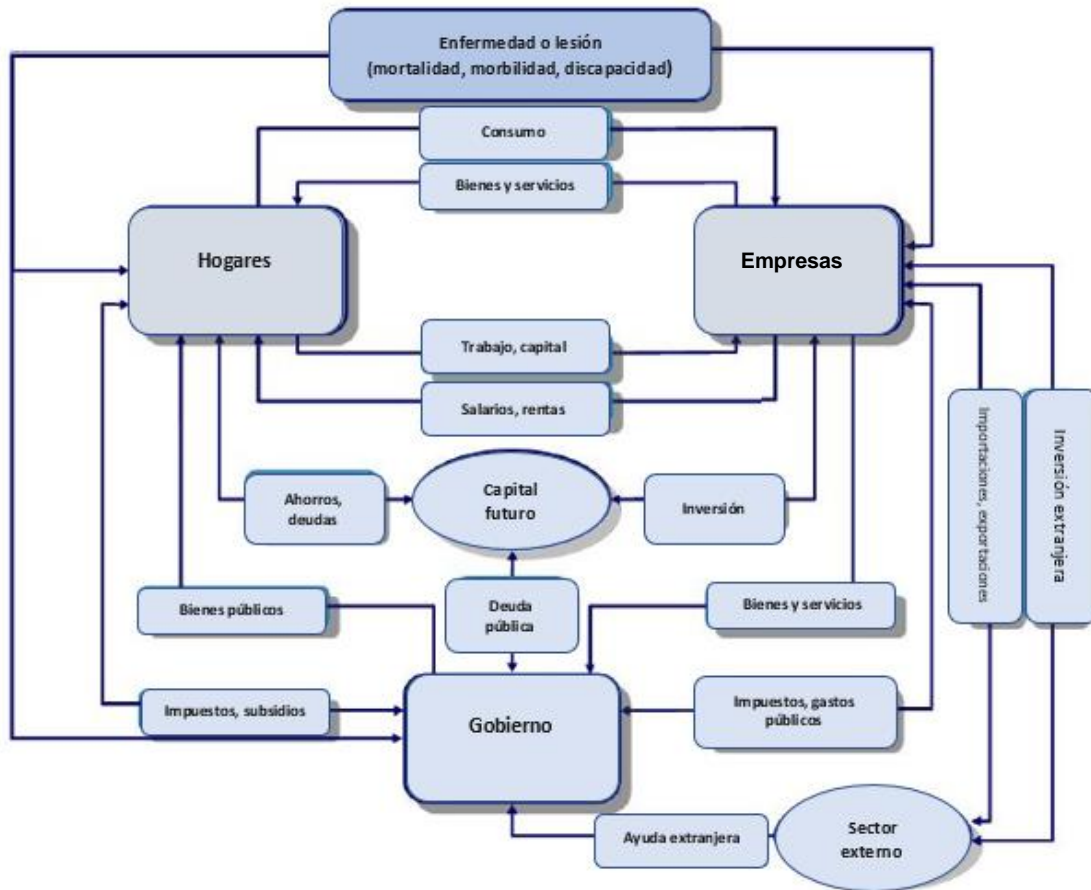 Enfermedad o lesión
(mortalidad, morbilidad, discapacidad)
Consumo
Bienes y servicios
Hogares
Empresas
Trabajo, capital
Salarios, rentas
Ahorros,
deudas
Capital
futuro
Inversión
Importaciones, exportaciones
Inversión extranjera
Bienes públicos
Deuda
pública
Bienes y servicios
Impuestos, subsidios
Gobierno
Impuestos, gastos
públicos
Ayuda extranjera
Sector
externo